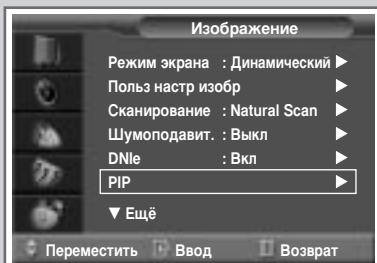 Изображение
Режим экрана : Динамический ▶
Польз настр изобр ▶
Сканирование : Natural Scan ▶
Шумоподавит. : Выкл ▶
DNIe : Вкл ▶
PIP ▶
▼ Ещё
Переместить Ввод Возврат